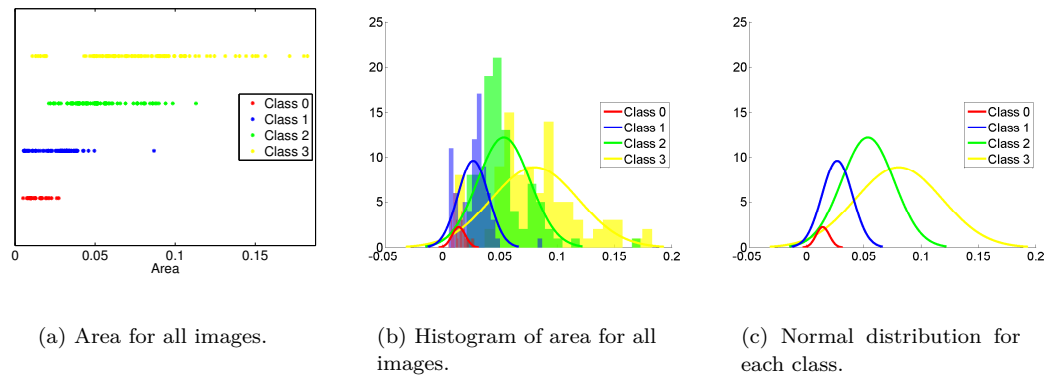 Class 0
Class 1
Class 2
Class 3
0 0.05 0.1 0.15
Area
25
20
15
10
5
0
-0.05 0 0.05 0.1 0.15 0.2
Class 0
Class 1
Class 2
Class 3
25
20
15
10
5
0
-0.05 0 0.05 0.1 0.15 0.2
Class 0
Class 1
Class 2
Class 3
(a) Area for all images.
(b) Histogram of area for all
images.
(c) Normal distribution for
each class.